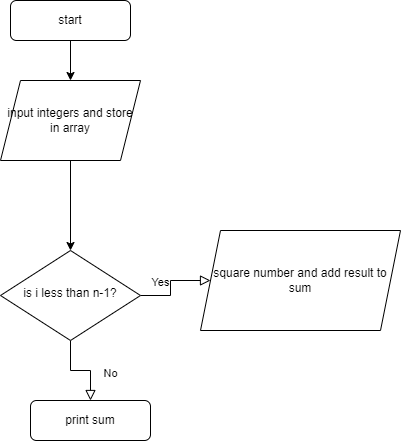 start
input integers and store
in array
is i less than n-1?
Yes
square number and add result to
sum
No
print sum